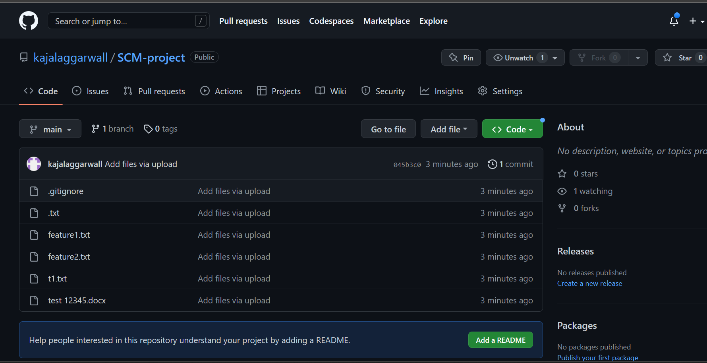 Search or jump to... /
Pull requests Issues Codespaces Marketplace Explore
kajalaggarwall / SCM-project Public
Pin Unwatch 1 Fork 0 Star 0
Code Issues Pull requests Actions Projects Wiki Security Insights Settings
main 1 branch 0 tags Go to file Add file Code
kajalaggarwall Add files via upload 045b3c0 3 minutes ago 1 commit
.gitignore Add files via upload 3 minutes ago
.txt Add files via upload 3 minutes ago
feature1.txt Add files via upload 3 minutes ago
feature2.txt Add files via upload 3 minutes ago
t1.txt Add files via upload 3 minutes ago
test 12345.docx Add files via upload 3 minutes ago
Help people interested in this repository understand your project by adding a README. Add a README
About
No description, website, or topics pro
0 stars
1 watching
0 forks
Releases
No releases published
Create a new release
Packages
No packages published
Publish your first package